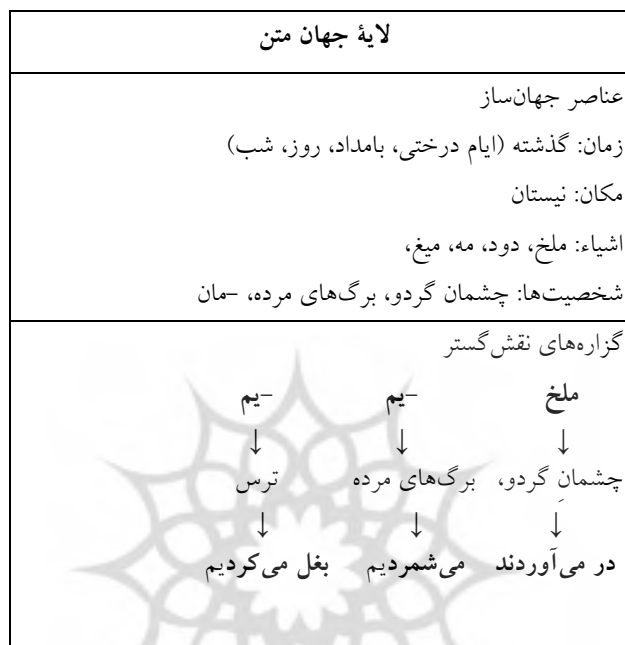 لایهٔ جهان متن
عناصر جهان‌ساز
زمان: گذشته (ایام درختی، بامداد، روز، شب)
مکان: نیستان
اشیاء: ملخ، دود، مه، میغ،
شخصیت‌ها: چشمان گردو، برگ‌های مرده، –مان
گزاره‌های نقش‌گستر
ملخ –یم –یم
↓ ↓ ↓
چشمانِ گردو، برگ‌های مرده ترس
↓ ↓ ↓
در می‌آوردند می‌شمردیم بغل می‌کردیم